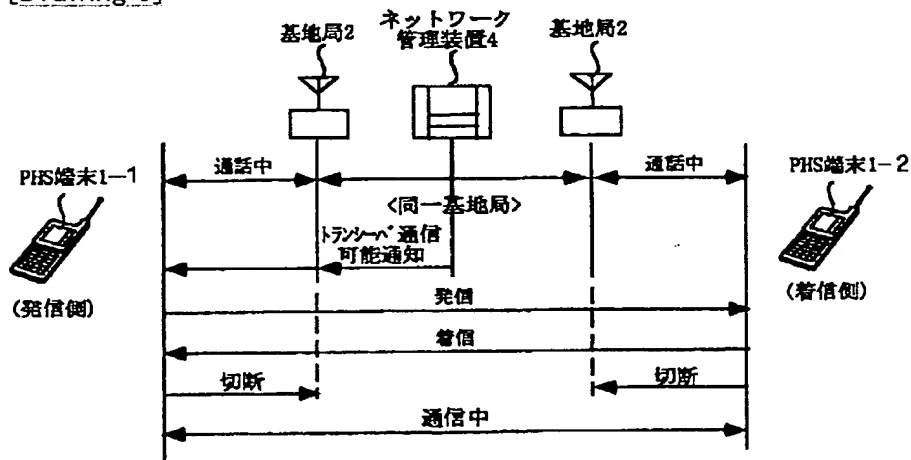 基地局2
ネットワーク
管理装置4
基地局2
通話中
通話中
PHS端末1-1
PHS端末1-2
<同一基地局>
トランシーバ通信
可能通知
(発信側)
(着信側)
発信
着信
切断
切断
通信中